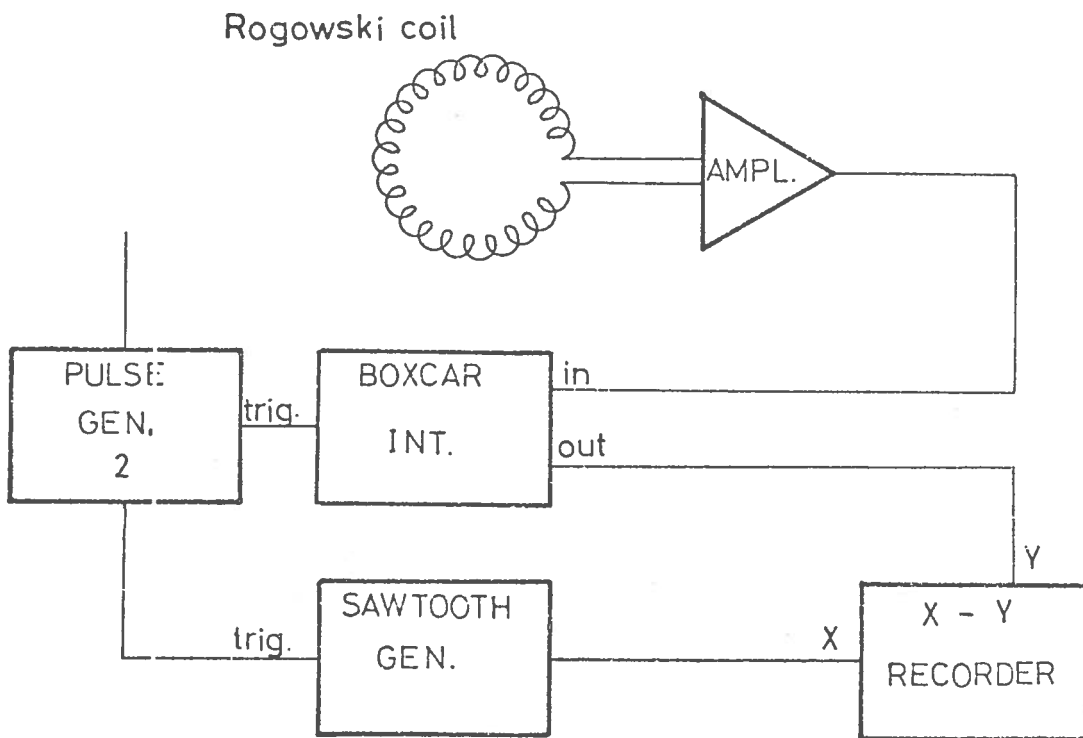 Rogowski coil
AMPL.
PULSE
GEN.
2
trig.
BOXCAR
INT.
in
out
trig.
SAWTOOTH
GEN.
X
Y
X - Y
RECORDER